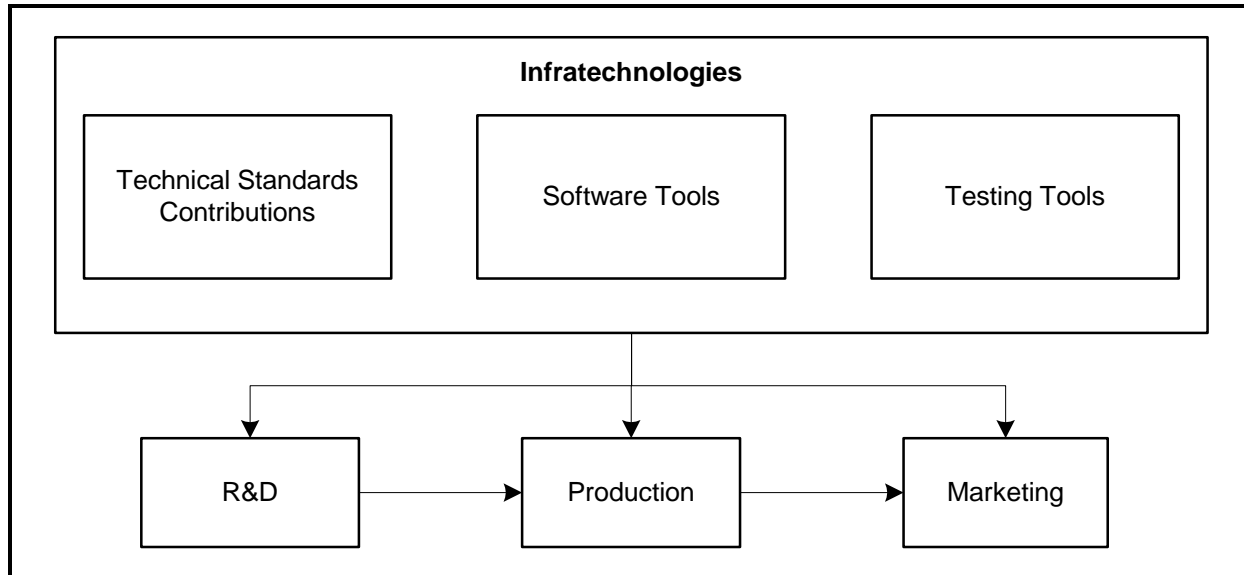 Infratechnologies
Technical Standards
Contributions
Software Tools
Testing Tools
R&D
Production
Marketing